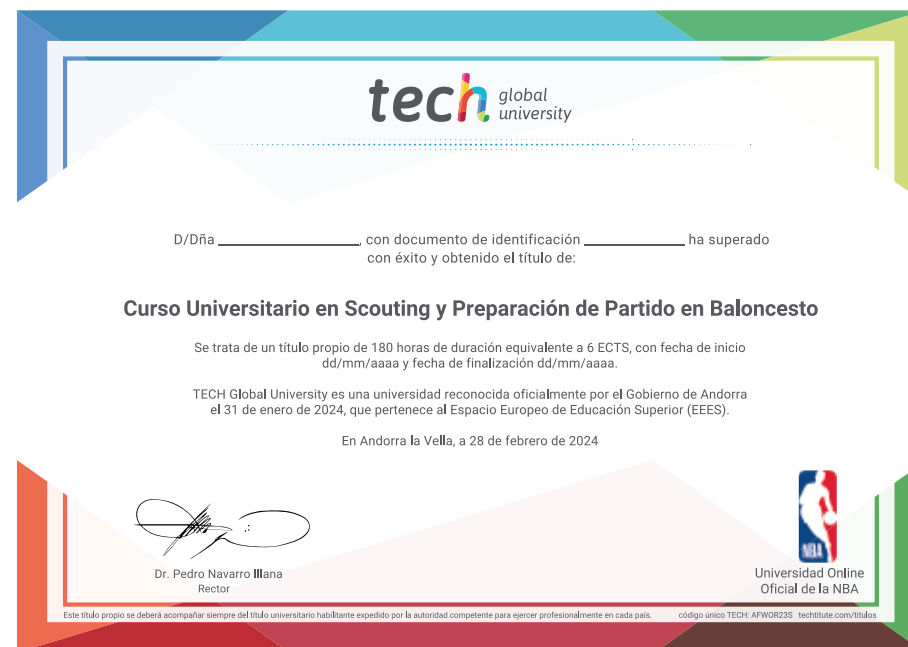 tech global university
D/Dña ____________________, con documento de identificación ______________ ha superado
con éxito y obtenido el título de:
Curso Universitario en Scouting y Preparación de Partido en Baloncesto
Se trata de un título propio de 180 horas de duración equivalente a 6 ECTS, con fecha de inicio
dd/mm/aaaa y fecha de finalización dd/mm/aaaa.
TECH Global University es una universidad reconocida oficialmente por el Gobierno de Andorra
el 31 de enero de 2024, que pertenece al Espacio Europeo de Educación Superior (EEES).
En Andorra la Vella, a 28 de febrero de 2024
NBA
Dr. Pedro Navarro Illana
Rector
Universidad Online
Oficial de la NBA
Este título propio se deberá acompañar siempre del título universitario habilitante expedido por la autoridad competente para ejercer profesionalmente en cada país.
código único TECH: AFWOR23S techtitute.com/titulos